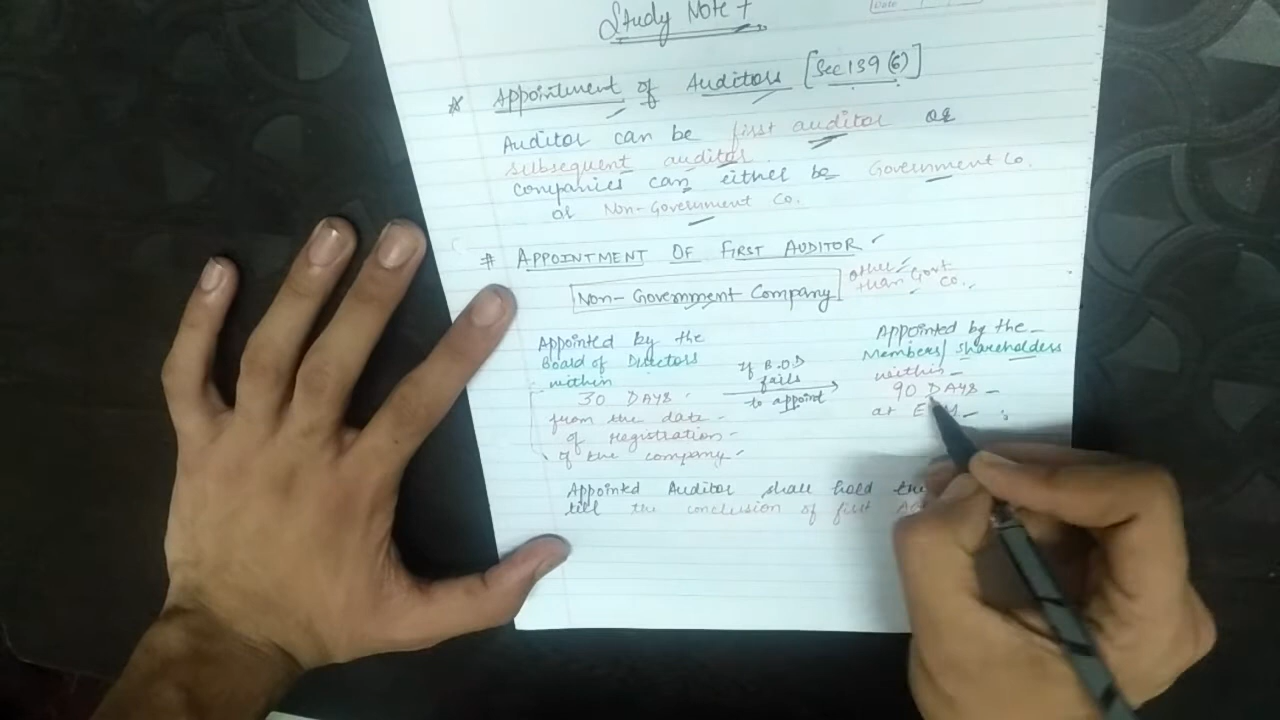 Study Note
Date
* Appointment of Auditors [Sec 139 (6)]
Auditor can be first auditor or
subsequent auditor.
companies can either be Government Co.
or Non-Government Co.
# APPOINTMENT OF FIRST AUDITOR
Non-Government Company
other than Govt Co.
Appointed by the
Board of Directors
within
30 DAYS
from the date
of registration
of the company
If B.O.D
fails
to appoint
Appointed by the
Members/shareholders
within
90 DAYS
at
Appointed Auditor shall hold the
till the conclusion of first